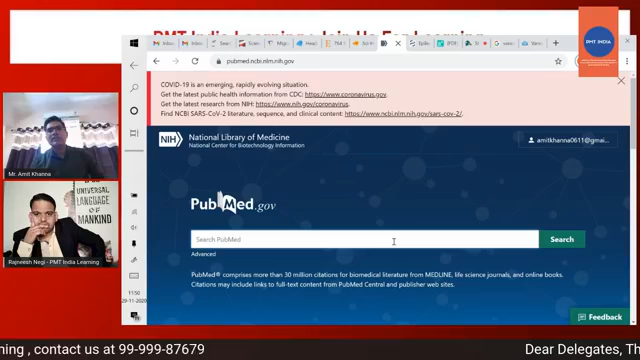 PMT India Learning - Join Us For Learning
PMT INDIA
pubmed.ncbi.nlm.nih.gov
COVID-19 is an emerging, rapidly evolving situation.
Get the latest public health information from CDC: https://www.coronavirus.gov.
Get the latest research from NIH: https://www.nih.gov/coronavirus.
Find NCBI SARS-CoV-2 literature, sequence, and clinical content: https://www.ncbi.nlm.nih.gov/sars-cov-2/.
NIH
National Library of Medicine
National Center for Biotechnology Information
amitkhanna0611@gmai...
Mr. Amit Khanna
UNIVERSAL
LANGUAGE OF
MANKIND
Rajneesh Negi - PMT India Learning
PubMed.gov
Search PubMed
Search
Advanced
PubMed® comprises more than 30 million citations for biomedical literature from MEDLINE, life science journals, and online books.
Citations may include links to full-text content from PubMed Central and publisher web sites.
11:50
29-11-2020
Feedback
ning , contact us at 99-999-87679
Dear Delegates, Th